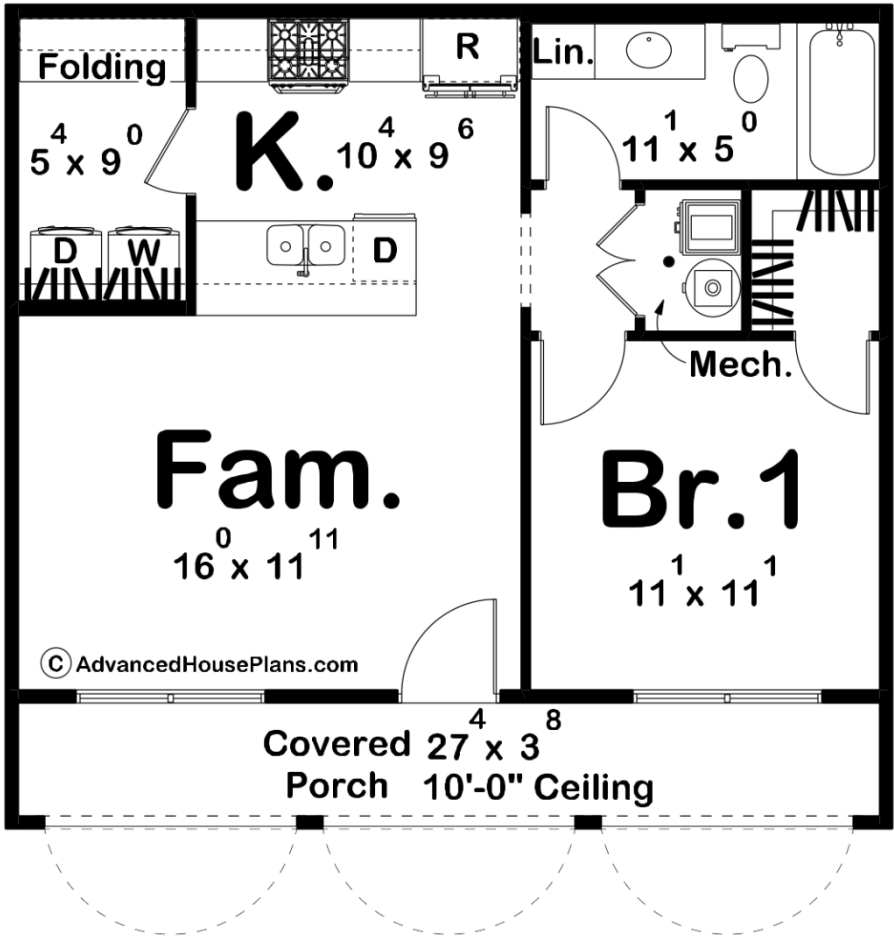 Folding
5⁴ x 9⁰
D W
K. 10⁴ x 9⁶
R
D
Lin.
11¹ x 5⁰
Mech.
Fam.
16⁰ x 11¹¹
Br.1
11¹ x 11¹
© AdvancedHousePlans.com
Covered 27⁴ x 3⁸
Porch 10'-0" Ceiling